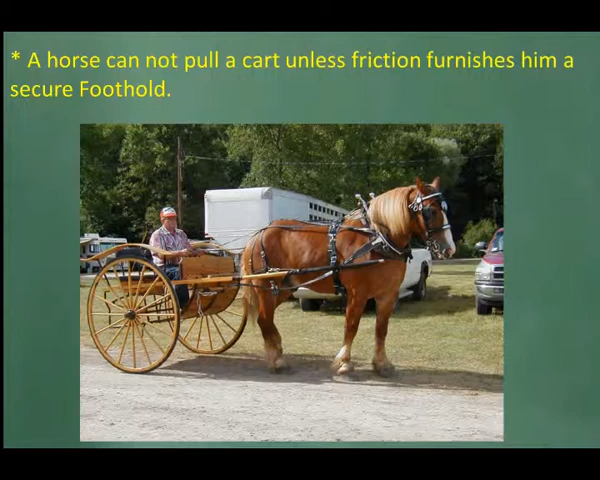 * A horse can not pull a cart unless friction furnishes him a
secure Foothold.